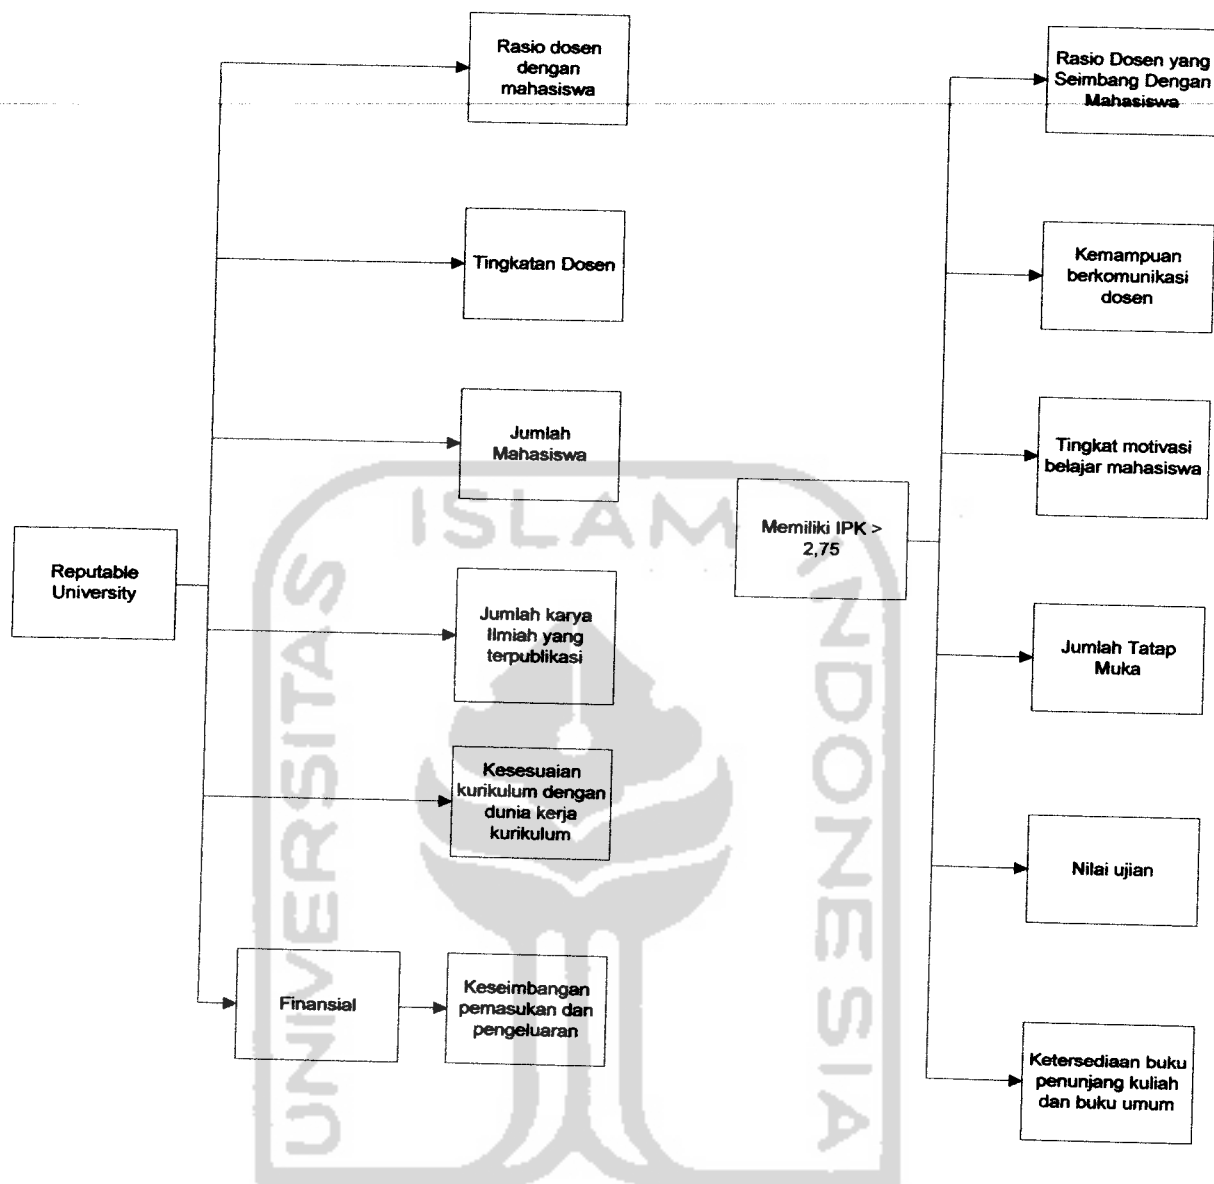 Rasio dosen
dengan
mahasiswa
Tingkatan Dosen
Jumlah
Mahasiswa
Reputable
University
Jumlah karya
Ilmiah yang
terpublikasi
Kesesuaian
kurikulum dengan
dunia kerja
kurikulum
Finansial
Keseimbangan
pemasukan dan
pengeluaran
Rasio Dosen yang
Seimbang Dengan
Mahasiswa
Kemampuan
berkomunikasi
dosen
Tingkat motivasi
belajar mahasiswa
Memiliki IPK >
2,75
Jumlah Tatap
Muka
Nilai ujian
Ketersediaan buku
penunjang kuliah
dan buku umum
UNIVERSITAS
ISLAM
INDONESIA